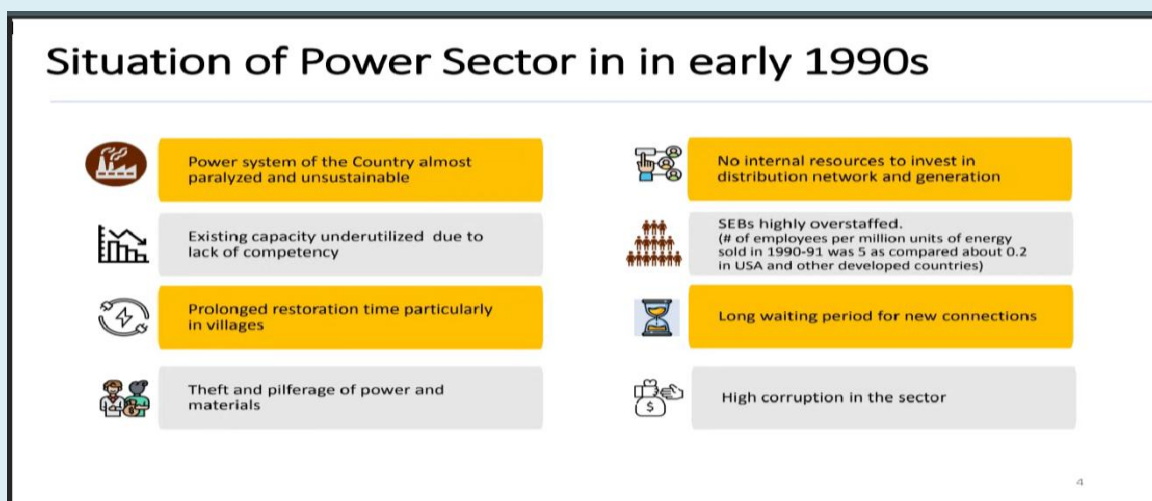 Situation of Power Sector in in early 1990s
Power system of the Country almost
paralyzed and unsustainable
Existing capacity underutilized due to
lack of competency
Prolonged restoration time particularly
in villages
Theft and pilferage of power and
materials
No internal resources to invest in
distribution network and generation
SEBs highly overstaffed.
(# of employees per million units of energy
sold in 1990-91 was 5 as compared about 0.2
in USA and other developed countries)
Long waiting period for new connections
$
High corruption in the sector
4